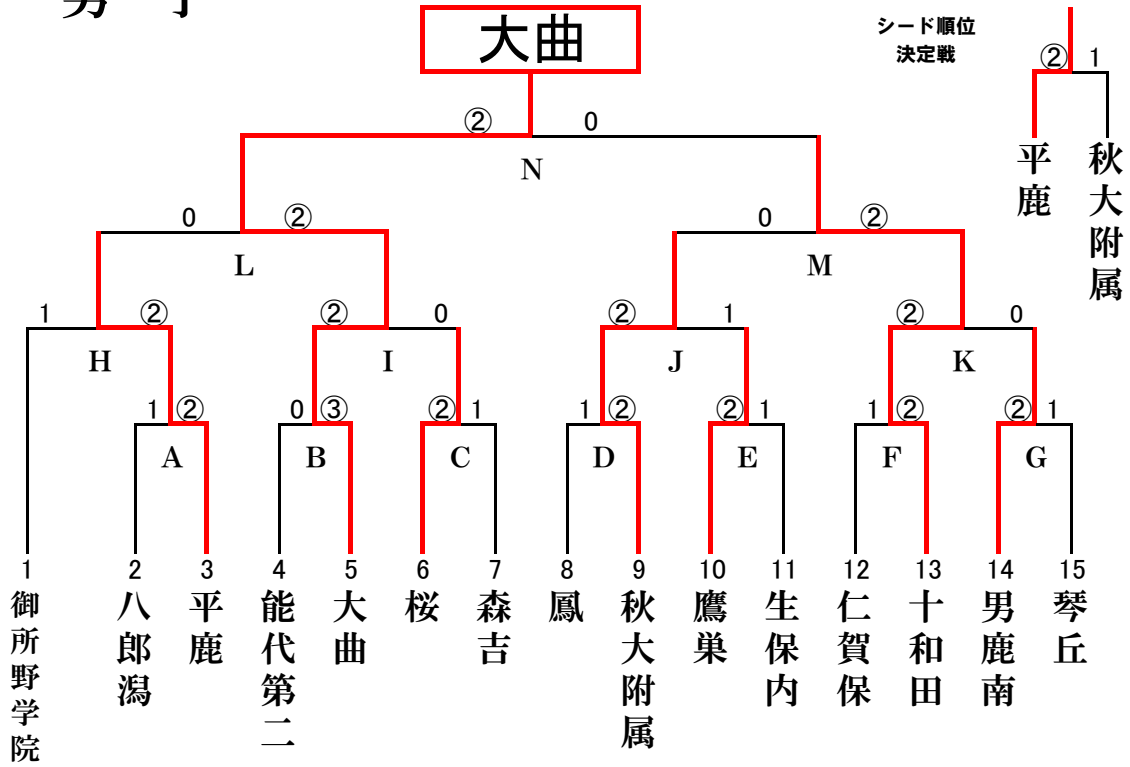 男子
大曲
シード順位
決定戦
② 1
平鹿
秋大附属
② 0
N
0 ② 0 ②
L M
1 ② ② 0 ② 1 ② 0
H I J K
1 ② 0 ③ ② 1 1 ② ② 1 1 ② ② 1
A B C D E F G
1 2 3 4 5 6 7 8 9 10 11 12 13 14 15
御所野学院
八郎潟
平鹿
能代第二
大曲
桜
森吉
鳳
秋大附属
鷹巣
生保内
仁賀保
十和田
男鹿南
琴丘